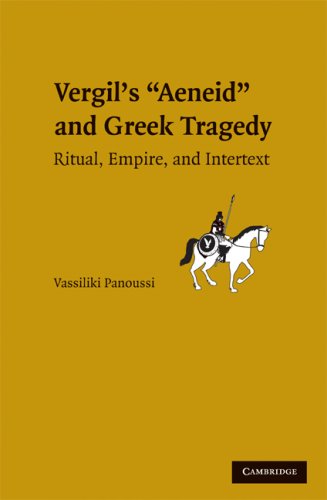 Vergil's "Aeneid"
and Greek Tragedy
Ritual, Empire, and Intertext
Vassiliki Panoussi
CAMBRIDGE